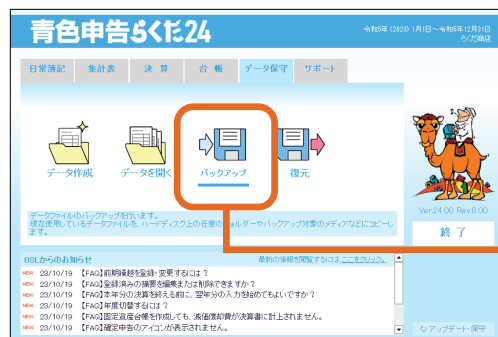 青色申告らくだ24
令和5年(2023) 1月1日～令和5年12月31日
らくだ商店
日常簿記 集計表 決算 台帳 データ保守 サポート
データ作成 データを開く バックアップ 復元
データファイルのバックアップを行います。
現在使用しているデータファイルを、ハードディスク上の任意の ォルダーやバックアップ対象のメディアなどにコピーし
ます。
Ver.24.00 Rev.8.00
終了
BSLからのお知らせ 最新の情報を閲覧するには ここをクリック。
NEW 23/10/19 【FAQ】前期繰越を登録・変更するには？
NEW 23/10/19 【FAQ】登録済みの摘要を編集または削除できますか？
NEW 23/10/19 【FAQ】本年分の決算を終える前に、翌年分の入力を始めてもよいですか？
NEW 23/10/19 【FAQ】年度切替するには？
NEW 23/10/19 【FAQ】固定資産台帳を作成しても、減価償却費が決算書に計上されません。
NEW 23/10/19 【FAQ】確定申告のアイコンが表示されません。
アップデート・保守